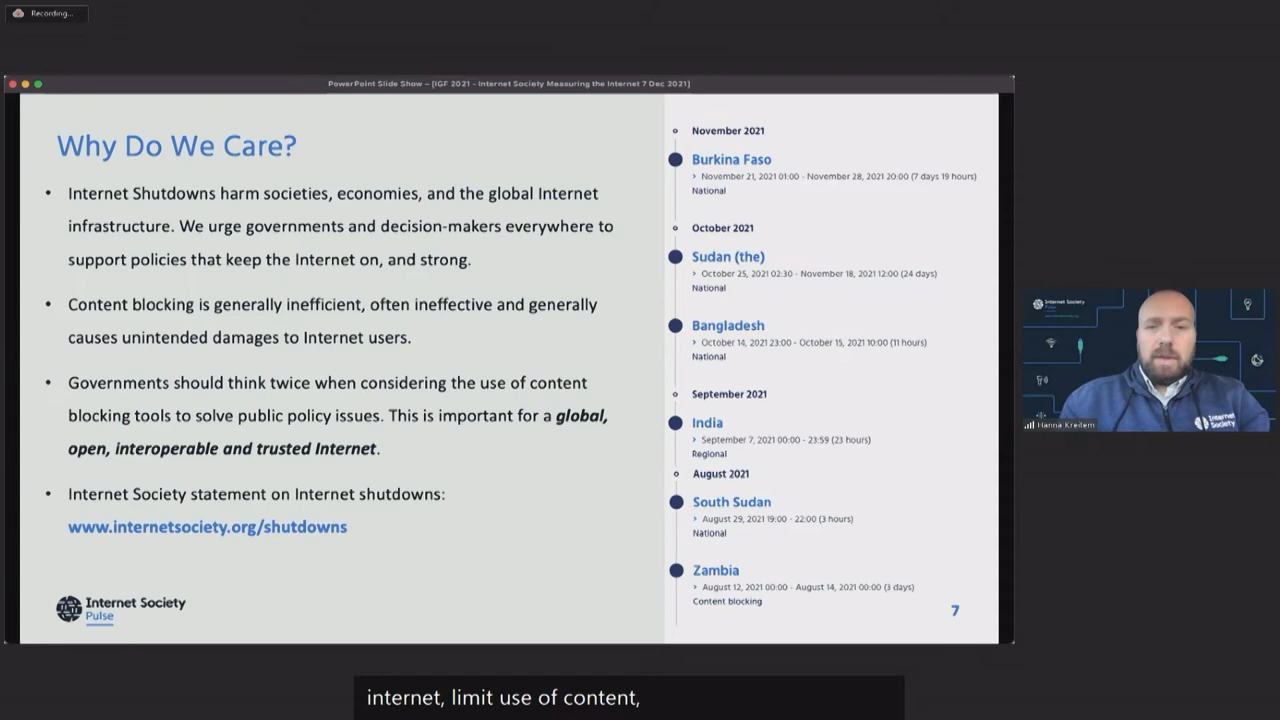 Recording...
PowerPoint Slide Show – [IGF 2021 - Internet Society Measuring the Internet 7 Dec 2021]
Why Do We Care?
• Internet Shutdowns harm societies, economies, and the global Internet
infrastructure. We urge governments and decision-makers everywhere to
support policies that keep the Internet on, and strong.
• Content blocking is generally inefficient, often ineffective and generally
causes unintended damages to Internet users.
• Governments should think twice when considering the use of content
blocking tools to solve public policy issues. This is important for a global,
open, interoperable and trusted Internet.
• Internet Society statement on Internet shutdowns:
www.internetsociety.org/shutdowns
Internet Society
Pulse
November 2021
Burkina Faso
› November 21, 2021 01:00 - November 28, 2021 20:00 (7 days 19 hours)
National
October 2021
Sudan (the)
› October 25, 2021 02:30 - November 18, 2021 12:00 (24 days)
National
Bangladesh
› October 14, 2021 23:00 - October 15, 2021 10:00 (11 hours)
National
September 2021
India
› September 7, 2021 00:00 - 23:59 (23 hours)
Regional
August 2021
South Sudan
› August 29, 2021 19:00 - 22:00 (3 hours)
National
Zambia
› August 12, 2021 00:00 - August 14, 2021 00:00 (3 days)
Content blocking
7
Internet Society
Internet
Society
Hanna Kreitem
internet, limit use of content,